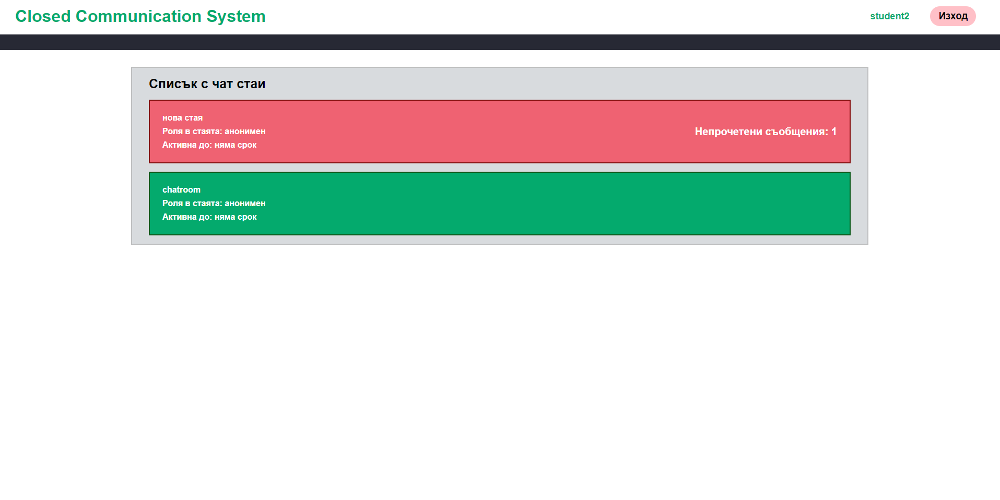 Closed Communication System
student2
Изход
Списък с чат стаи
нова стая
Роля в стаята: анонимен
Активна до: няма срок
Непрочетени съобщения: 1
chatroom
Роля в стаята: анонимен
Активна до: няма срок